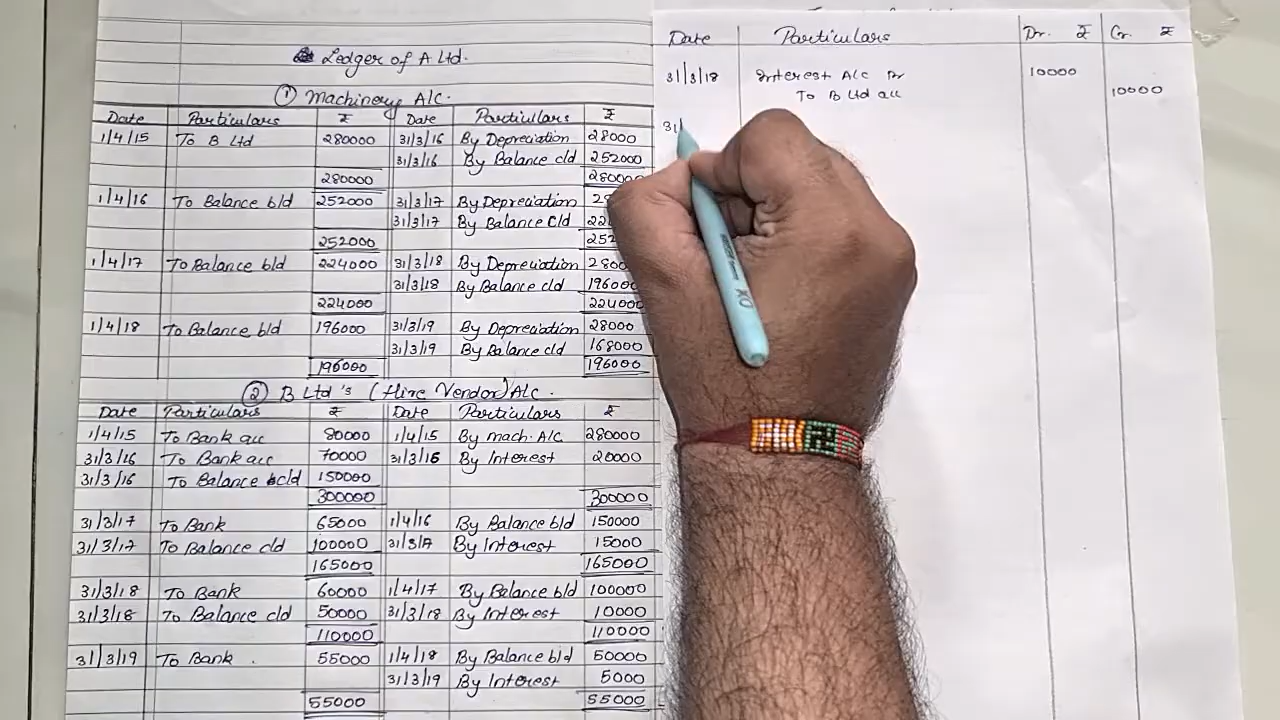 Ledger of A Ltd.
① Machinery A/c.
Date Particulars ₹ Date Particulars ₹
1/4/15 To B Ltd 280000 31/3/16 By Depreciation 28000
31/3/16 By Balance c/d 252000
280000 280000
1/4/16 To Balance b/d 252000 31/3/17 By Depreciation
31/3/17 By Balance C/d
252000
1/4/17 To Balance b/d 224000 31/3/18 By Depreciation 2800
31/3/18 By Balance c/d 196000
224000 224000
1/4/18 To Balance b/d 196000 31/3/19 By Depreciation 28000
31/3/19 By Balance c/d 168000
196000 196000
② B Ltd's (Hire Vendor) A/c.
Date Particulars ₹ Date Particulars ₹
1/4/15 To Bank acc 80000 1/4/15 By mach. A/C 280000
31/3/16 To Bank acc 70000 31/3/16 By Interest 20000
31/3/16 To Balance c/d 150000
300000 300000
31/3/17 To Bank 65000 1/4/16 By Balance b/d 150000
31/3/17 To Balance c/d 100000 31/3/17 By Interest 15000
165000 165000
31/3/18 To Bank 60000 1/4/17 By Balance b/d 100000
31/3/18 To Balance c/d 50000 31/3/18 By Interest 10000
110000 110000
31/3/19 To Bank . 55000 1/4/18 By Balance b/d 50000
31/3/19 By Interest 5000
55000 55000
Date Particulars Dr. ₹ Cr. ₹
31/3/18 Interest A/c Dr 10000
To B Ltd acc 10000
31/